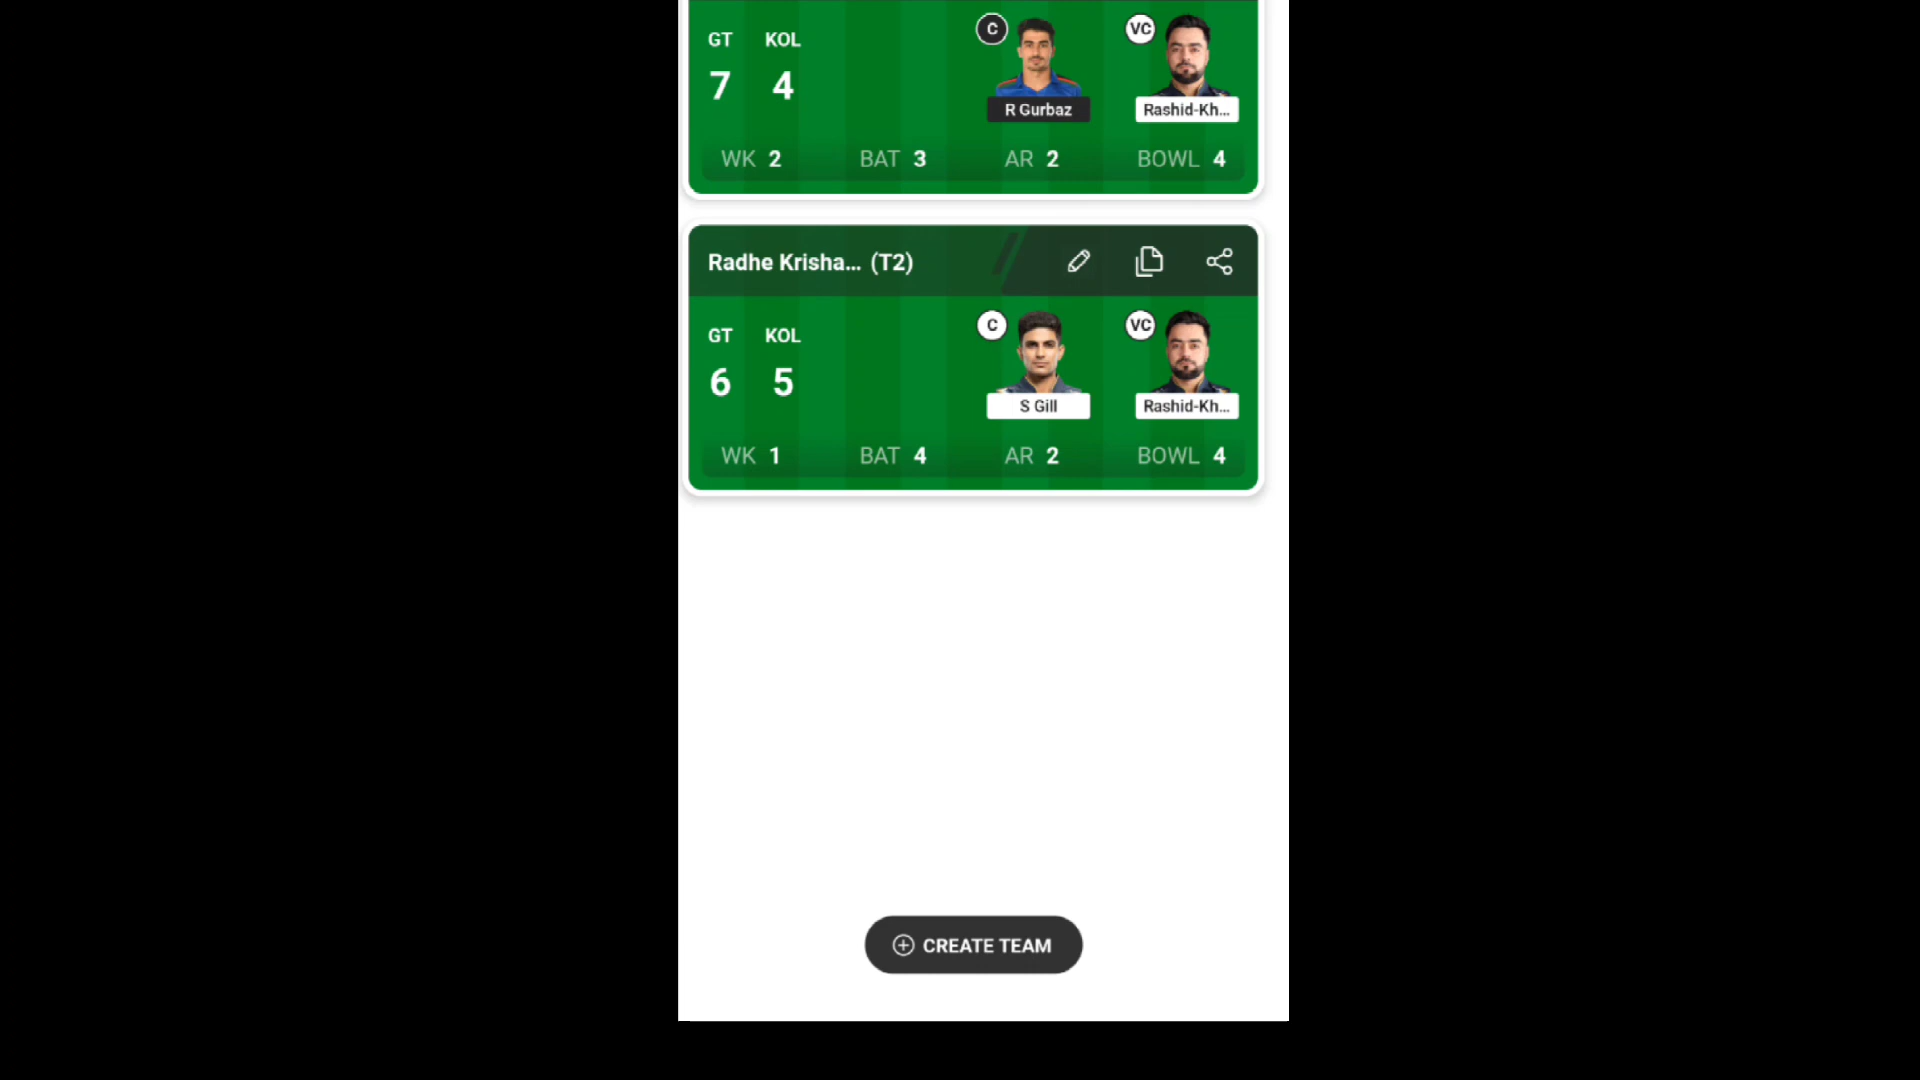 GT KOL C VC
7 4
R Gurbaz Rashid-Kh...
WK 2 BAT 3 AR 2 BOWL 4
Radhe Krisha... (T2)
GT KOL C VC
6 5
S Gill Rashid-Kh...
WK 1 BAT 4 AR 2 BOWL 4
CREATE TEAM